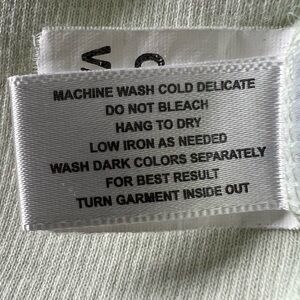 MACHINE WASH COLD DELICATE
DO NOT BLEACH
HANG TO DRY
LOW IRON AS NEEDED
WASH DARK COLORS SEPARATELY
FOR BEST RESULT
TURN GARMENT INSIDE OUT